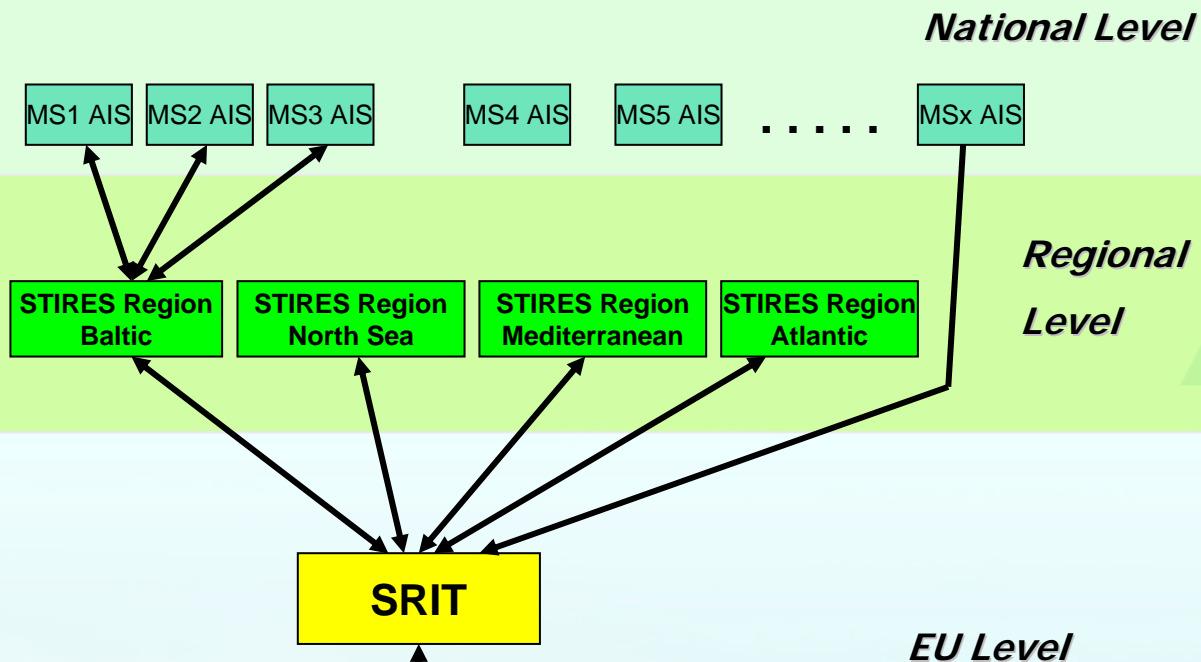 National Level
MS1 AIS
MS2 AIS
MS3 AIS
MS4 AIS
MS5 AIS
. . . . .
MSx AIS
Regional
Level
STIRES Region
Baltic
STIRES Region
North Sea
STIRES Region
Mediterranean
STIRES Region
Atlantic
SRIT
EU Level